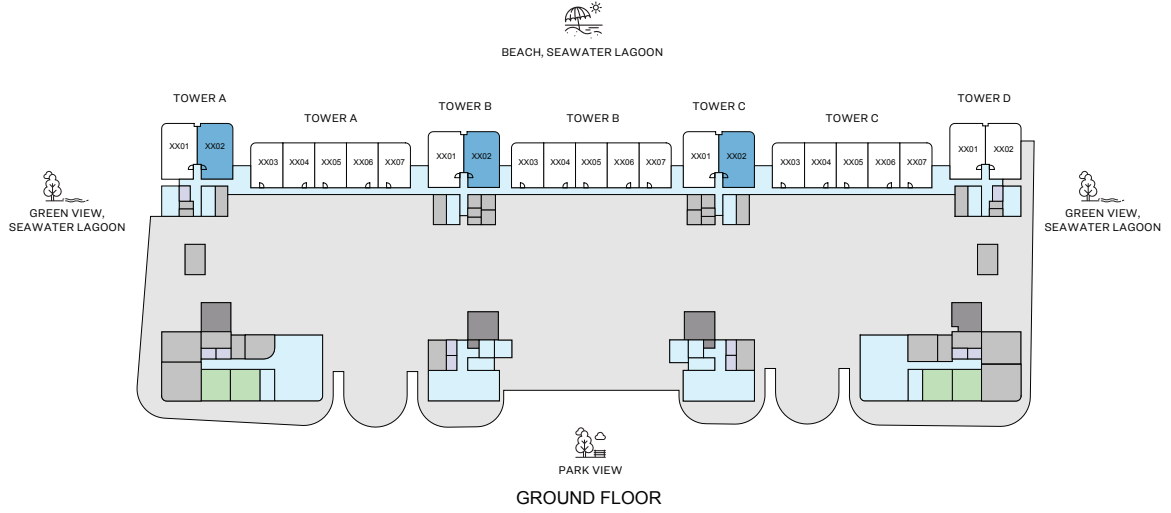 BEACH, SEAWATER LAGOON
TOWER A
TOWER A
TOWER B
TOWER B
TOWER C
TOWER C
TOWER D
XX01 XX02
XX03 XX04 XX05 XX06 XX07
XX01 XX02
XX03 XX04 XX05 XX06 XX07
XX01 XX02
XX03 XX04 XX05 XX06 XX07
XX01 XX02
GREEN VIEW,
SEAWATER LAGOON
GREEN VIEW,
SEAWATER LAGOON
PARK VIEW
GROUND FLOOR